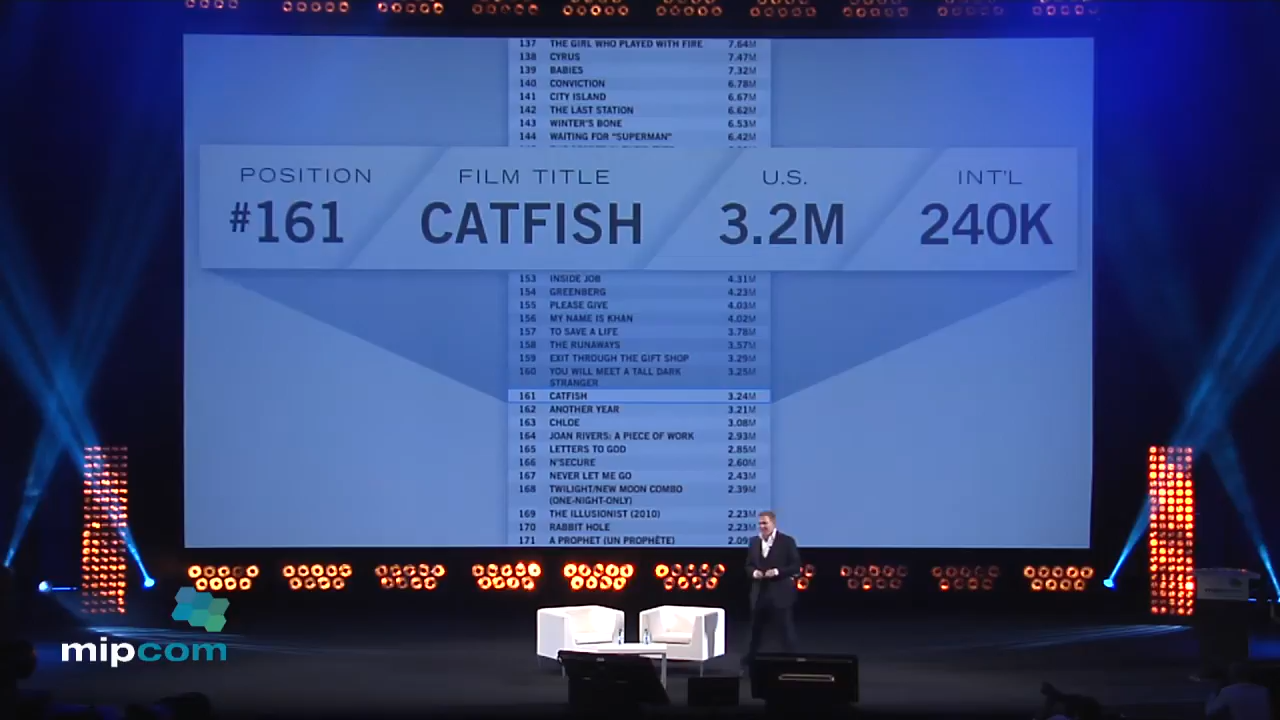 137 THE GIRL WHO PLAYED WITH FIRE 7.64M
138 CYRUS 7.47M
139 BABIES 7.32M
140 CONVICTION 6.78M
141 CITY ISLAND 6.67M
142 THE LAST STATION 6.62M
143 WINTER'S BONE 6.53M
144 WAITING FOR "SUPERMAN" 6.42M
POSITION FILM TITLE U.S. INT'L
#161 CATFISH 3.2M 240K
153 INSIDE JOB 4.31M
154 GREENBERG 4.23M
155 PLEASE GIVE 4.03M
156 MY NAME IS KHAN 4.02M
157 TO SAVE A LIFE 3.78M
158 THE RUNAWAYS 3.57M
159 EXIT THROUGH THE GIFT SHOP 3.29M
160 YOU WILL MEET A TALL DARK 3.25M
STRANGER
161 CATFISH 3.24M
162 ANOTHER YEAR 3.21M
163 CHLOE 3.08M
164 JOAN RIVERS: A PIECE OF WORK 2.93M
165 LETTERS TO GOD 2.85M
166 N'SECURE 2.60M
167 NEVER LET ME GO 2.43M
168 TWILIGHT/NEW MOON COMBO 2.39M
(ONE-NIGHT-ONLY)
169 THE ILLUSIONIST (2010) 2.23M
170 RABBIT HOLE 2.23M
171 A PROPHET (UN PROPHÈTE) 2.09
mipcom